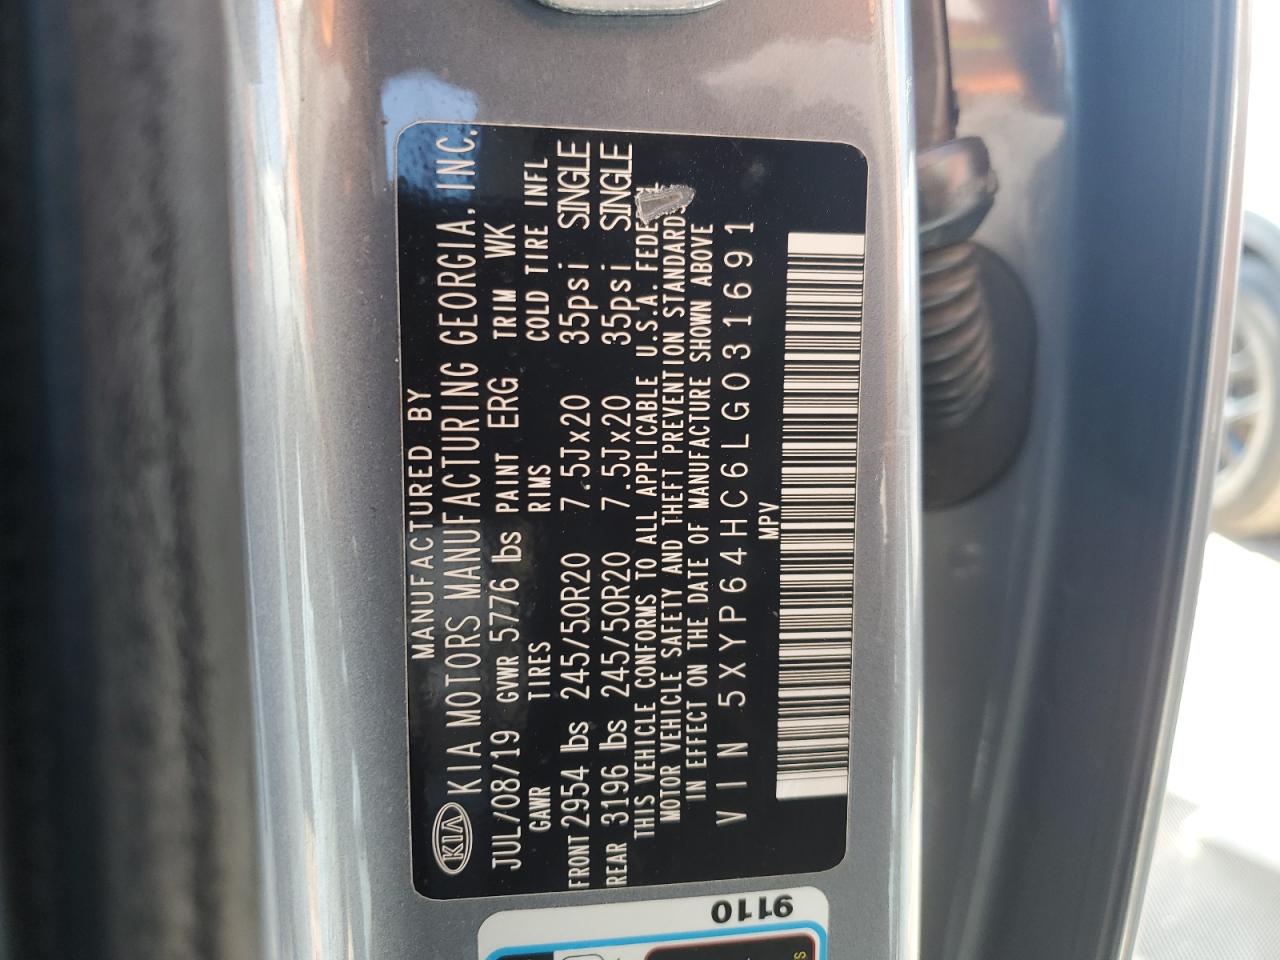 MANUFACTURED BY
KIA KIA MOTORS MANUFACTURING GEORGIA, INC.
JUL/08/19 GVWR 5776 lbs PAINT ERG TRIM WK
GAWR TIRES RIMS COLD TIRE INFL
FRONT 2954 lbs 245/50R20 7.5Jx20 35psi SINGLE
REAR 3196 lbs 245/50R20 7.5Jx20 35psi SINGLE
THIS VEHICLE CONFORMS TO ALL APPLICABLE U.S.A.
MOTOR VEHICLE SAFETY AND THEFT PREVENTION
IN EFFECT ON THE DATE OF MANUFACTURE SHOWN ABOVE
VIN 5XYP64HC6LG031691
MPV
9110